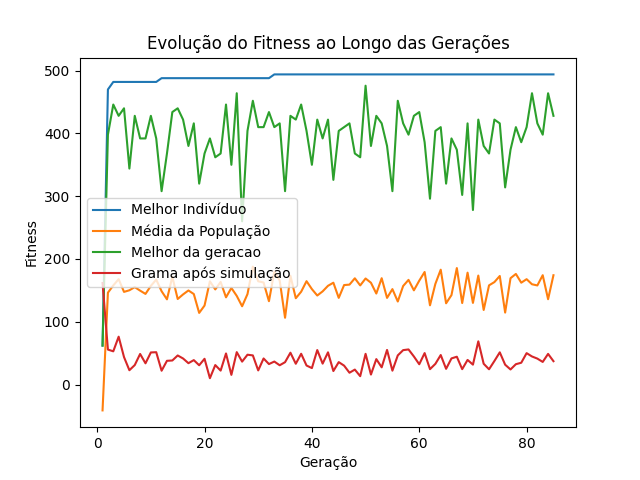 Evolução do Fitness ao Longo das Gerações
500
400
300
200
100
0
Fitness
Melhor Indivíduo
Média da População
Melhor da geracao
Grama após simulação
0 20 40 60 80
Geração